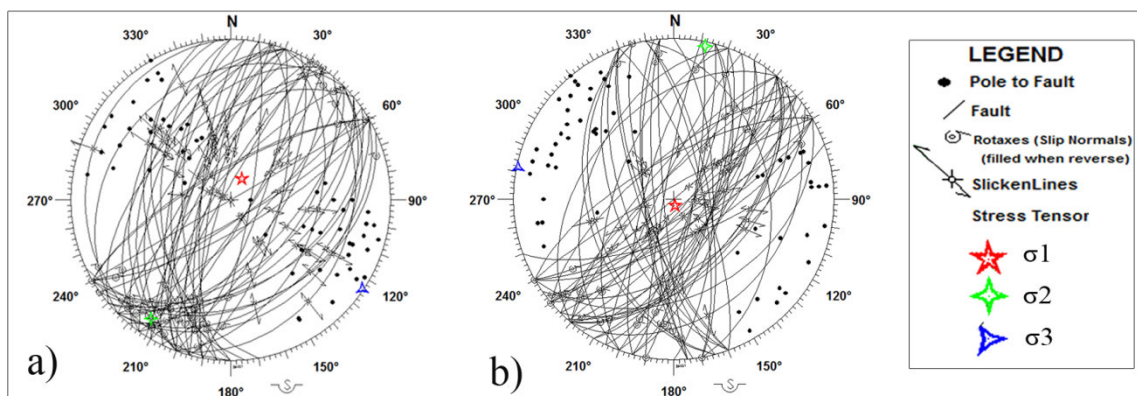 a)
N
30°
60°
90°
120°
150°
180°
210°
240°
270°
300°
330°
S
b)
N
30°
60°
90°
120°
150°
180°
210°
240°
270°
300°
330°
S
LEGEND
Pole to Fault
Fault
Rotaxes (Slip Normals)
(filled when reverse)
SlickenLines
Stress Tensor
σ1
σ2
σ3